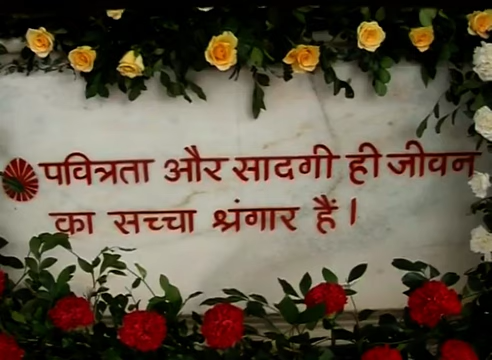 पवित्रता और सादगी ही जीवन
का सच्चा श्रंगार हैं।